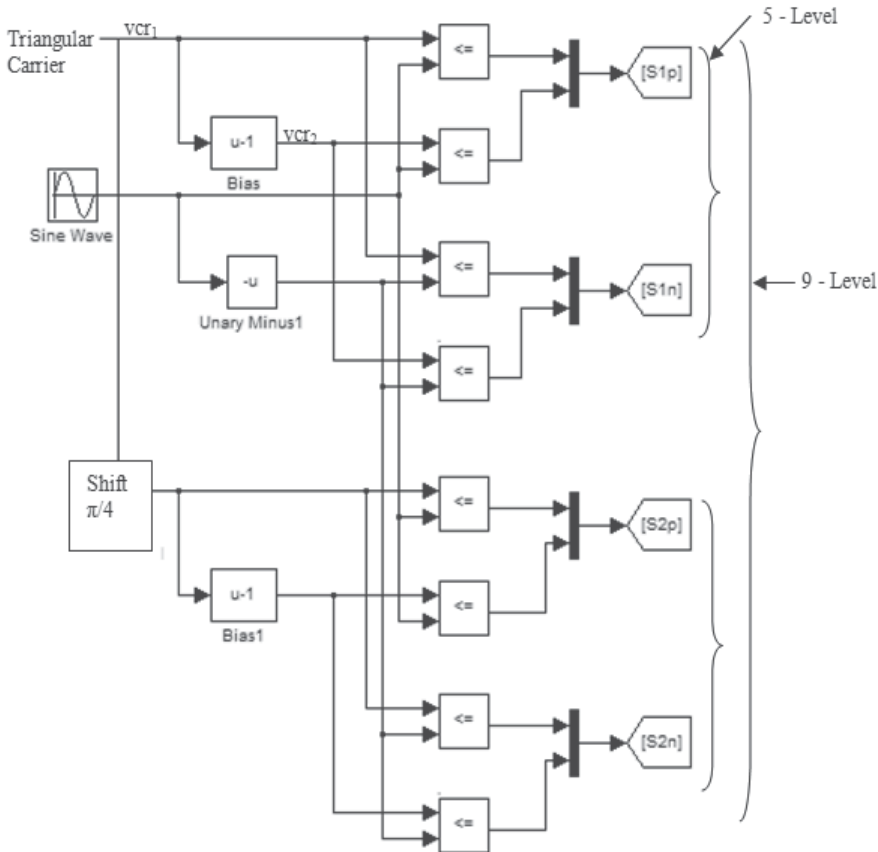 5 - Level
Triangular
Carrier
vcr1
<=
[S1p]
u-1
vcr2
Bias
<=
Sine Wave
<=
[S1n]
9 - Level
-u
Unary Minus1
<=
Shift
π/4
<=
[S2p]
u-1
Bias1
<=
<=
[S2n]
<=